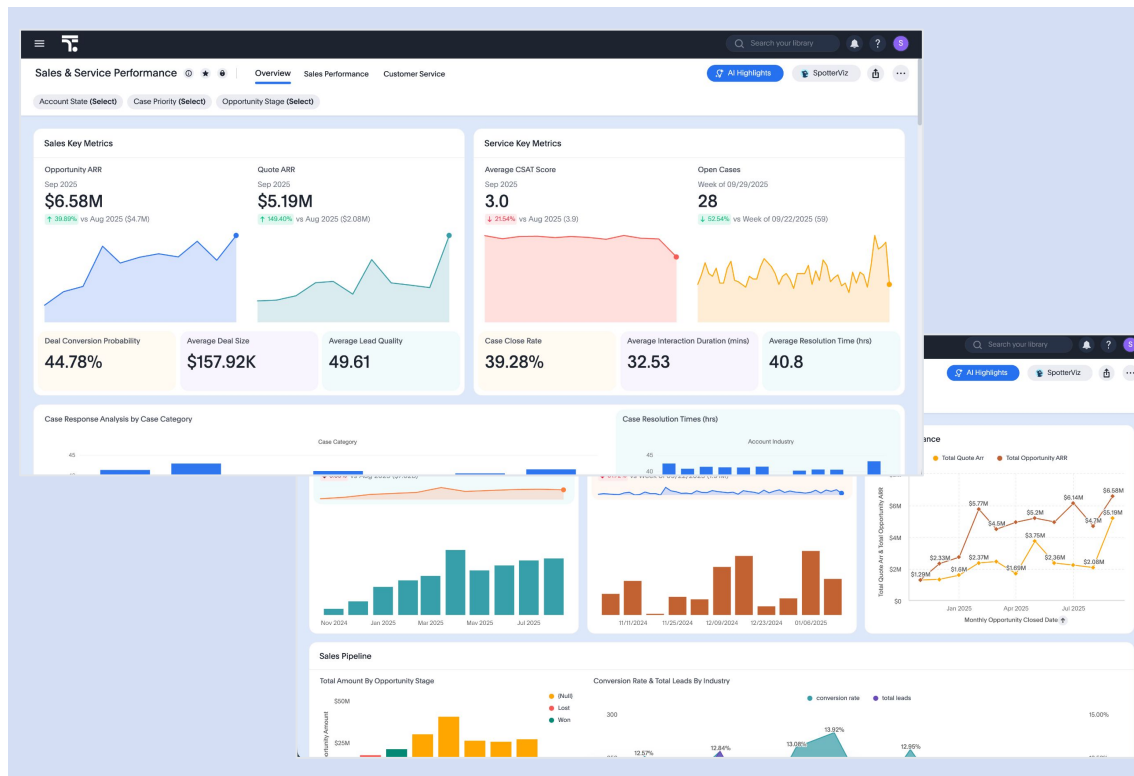 Search your library
?
S
Sales & Service Performance
Overview
Sales Performance
Customer Service
AI Highlights
SpotterViz
Account State (Select)
Case Priority (Select)
Opportunity Stage (Select)
Sales Key Metrics
Opportunity ARR
Sep 2025
$6.58M
↑ 39.89% vs Aug 2025 ($4.7M)
Quote ARR
Sep 2025
$5.19M
↑ 149.40% vs Aug 2025 ($2.08M)
Deal Conversion Probability
44.78%
Average Deal Size
$157.92K
Average Lead Quality
49.61
Service Key Metrics
Average CSAT Score
Sep 2025
3.0
↓ 21.54% vs Aug 2025 (3.9)
Open Cases
Week of 09/29/2025
28
↓ 52.54% vs Week of 09/22/2025 (59)
Case Close Rate
39.28%
Average Interaction Duration (mins)
32.53
Average Resolution Time (hrs)
40.8
Case Response Analysis by Case Category
Case Category
45
Case Resolution Times (hrs)
Account Industry
45
40
Search your library
?
S
AI Highlights
SpotterViz
ance
Total Quote Arr
Total Opportunity ARR
Total Quote Arr & Total Opportunity ARR
$6M
$4M
$2M
$0
$1.29M
$2.33M
$1.6M
$5.77M
$2.37M
$4.5M
$1.69M
$5.2M
$3.75M
$2.36M
$6.14M
$4.7M
$2.08M
$6.58M
$5.19M
Jan 2025
Apr 2025
Jul 2025
Monthly Opportunity Closed Date ↑
Nov 2024
Jan 2025
Mar 2025
May 2025
Jul 2025
11/11/2024
11/25/2024
12/09/2024
12/23/2024
01/06/2025
Sales Pipeline
Total Amount By Opportunity Stage
$50M
$25M
(Null)
Lost
Won
Conversion Rate & Total Leads By Industry
conversion rate
total leads
300
15.00%
12.57%
12.84%
13.08%
13.92%
12.95%